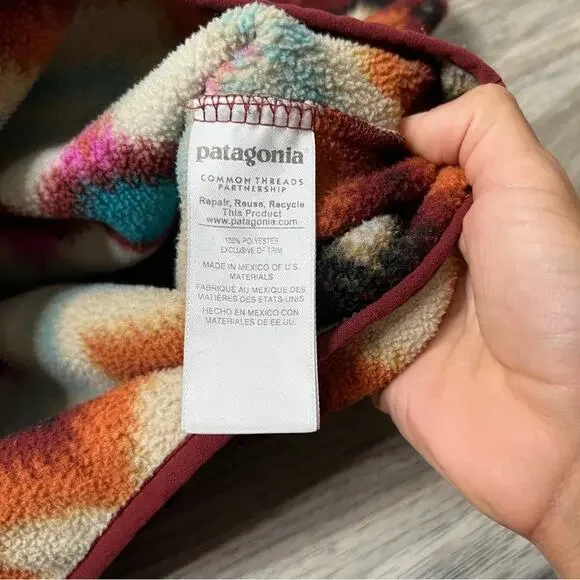 patagonia
COMMON THREADS
PARTNERSHIP
Repair, Reuse, Recycle
This Product
www.patagonia.com
100% POLYESTER
EXCLUSIVE OF TRIM
MADE IN MEXICO OF U.S.
MATERIALS
FABRIQUÉ AU MEXIQUE DES
MATIÈRES DES ETATS-UNIS
HECHO EN MEXICO CON
MATERIALES DE EE.UU.